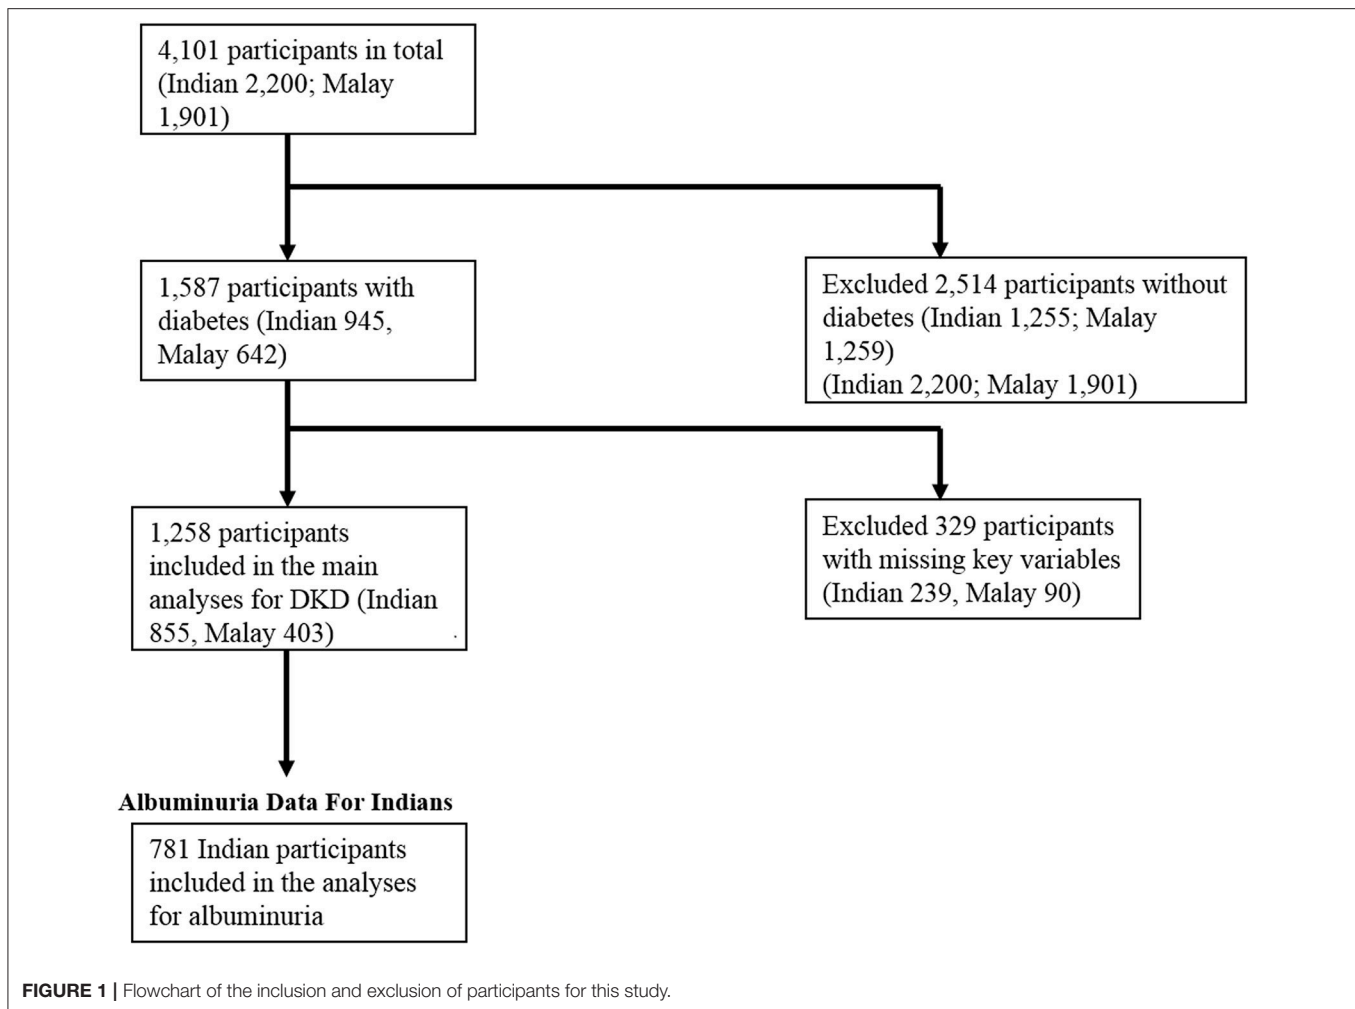 4,101 participants in total
(Indian 2,200; Malay
1,901)
1,587 participants with
diabetes (Indian 945,
Malay 642)
Excluded 2,514 participants without
diabetes (Indian 1,255; Malay
1,259)
(Indian 2,200; Malay 1,901)
1,258 participants
included in the main
analyses for DKD (Indian
855, Malay 403)
Excluded 329 participants
with missing key variables
(Indian 239, Malay 90)
Albuminuria Data For Indians
781 Indian participants
included in the analyses
for albuminuria
FIGURE 1 | Flowchart of the inclusion and exclusion of participants for this study.